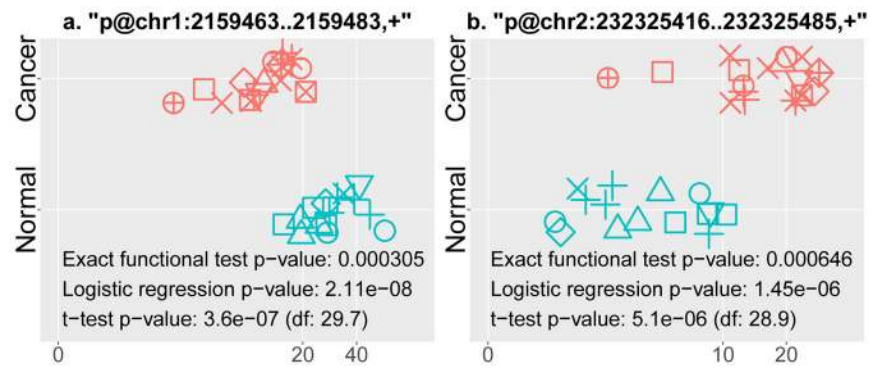 a. "p@chr1:2159463..2159483,+"
Cancer
Normal
Exact functional test p−value: 0.000305
Logistic regression p−value: 2.11e−08
t−test p−value: 3.6e−07 (df: 29.7)
0 20 40
b. "p@chr2:232325416..232325485,+"
Cancer
Normal
Exact functional test p−value: 0.000646
Logistic regression p−value: 1.45e−06
t−test p−value: 5.1e−06 (df: 28.9)
0 10 20